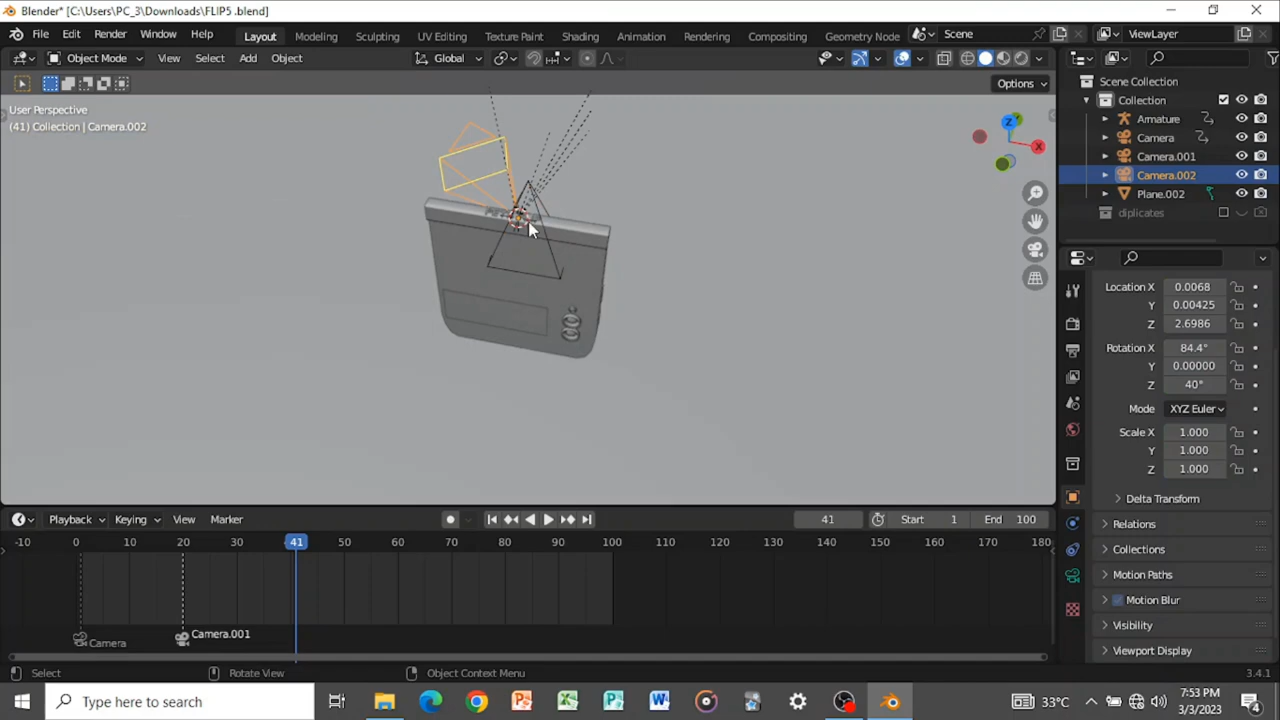 Blender* [C:\Users\PC_3\Downloads\FLIP5 .blend]
File Edit Render Window Help Layout Modeling Sculpting UV Editing Texture Paint Shading Animation Rendering Compositing Geometry Node Scene ViewLayer
Object Mode View Select Add Object Global
Options
User Perspective
(41) Collection | Camera.002
Z
X
Scene Collection
Collection
Armature
Camera
Camera.001
Camera.002
Plane.002
diplicates
Location X 0.0068
Y 0.00425
Z 2.6986
Rotation X 84.4°
Y 0.00000
Z 40°
Mode XYZ Euler
Scale X 1.000
Y 1.000
Z 1.000
Delta Transform
Relations
Collections
Motion Paths
Motion Blur
Visibility
Viewport Display
Playback Keying View Marker 41 Start 1 End 100
-10 0 10 20 30 41 50 60 70 80 90 100 110 120 130 140 150 160 170 180
Camera Camera.001
Select Rotate View Object Context Menu 3.4.1
Type here to search
33°C
7:53 PM
3/3/2023
4